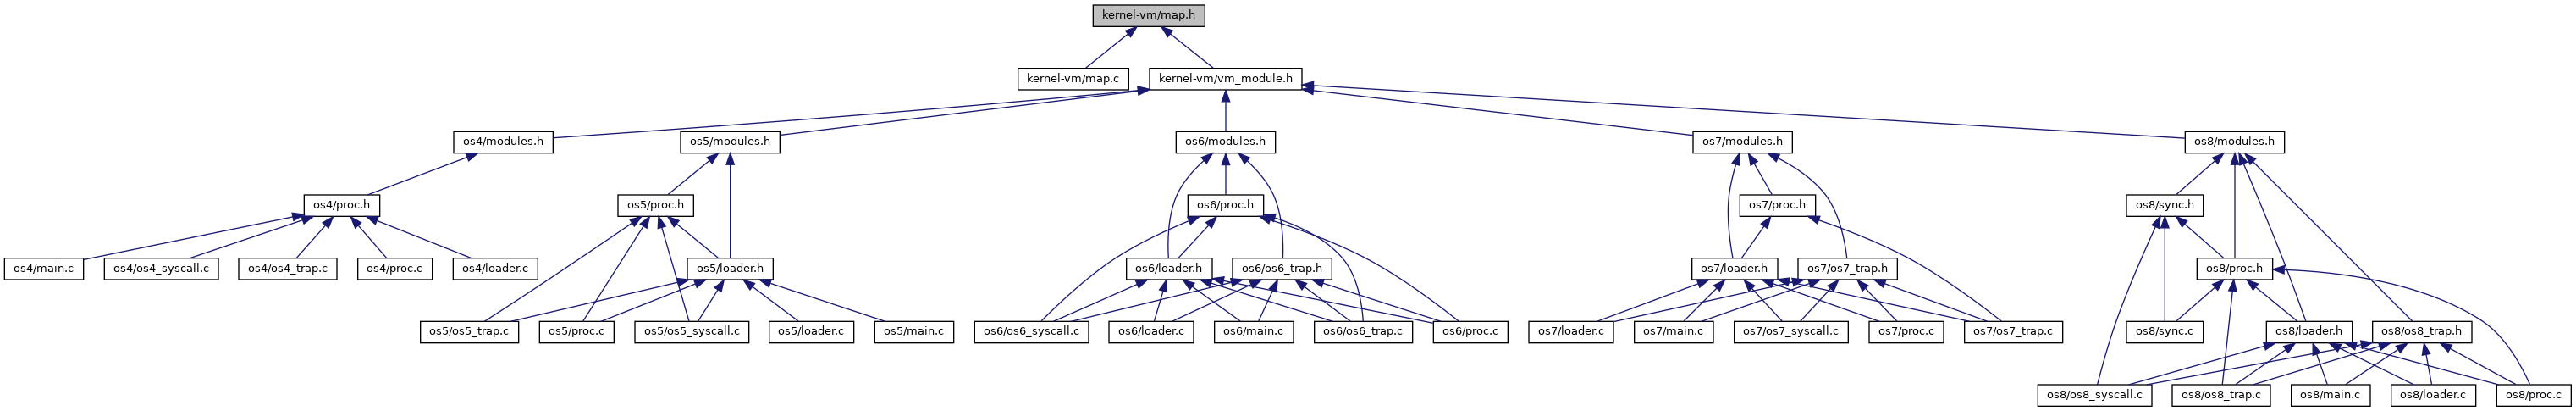 kernel-vm/map.h
kernel-vm/map.c
kernel-vm/vm_module.h
os4/modules.h
os5/modules.h
os6/modules.h
os7/modules.h
os8/modules.h
os4/proc.h
os5/proc.h
os6/proc.h
os7/proc.h
os8/sync.h
os4/main.c
os4/os4_syscall.c
os4/os4_trap.c
os4/proc.c
os4/loader.c
os5/loader.h
os6/loader.h
os6/os6_trap.h
os7/loader.h
os7/os7_trap.h
os8/proc.h
os5/os5_trap.c
os5/proc.c
os5/os5_syscall.c
os5/loader.c
os5/main.c
os6/os6_syscall.c
os6/loader.c
os6/main.c
os6/os6_trap.c
os6/proc.c
os7/loader.c
os7/main.c
os7/os7_syscall.c
os7/proc.c
os7/os7_trap.c
os8/sync.c
os8/loader.h
os8/os8_trap.h
os8/os8_syscall.c
os8/os8_trap.c
os8/main.c
os8/loader.c
os8/proc.c